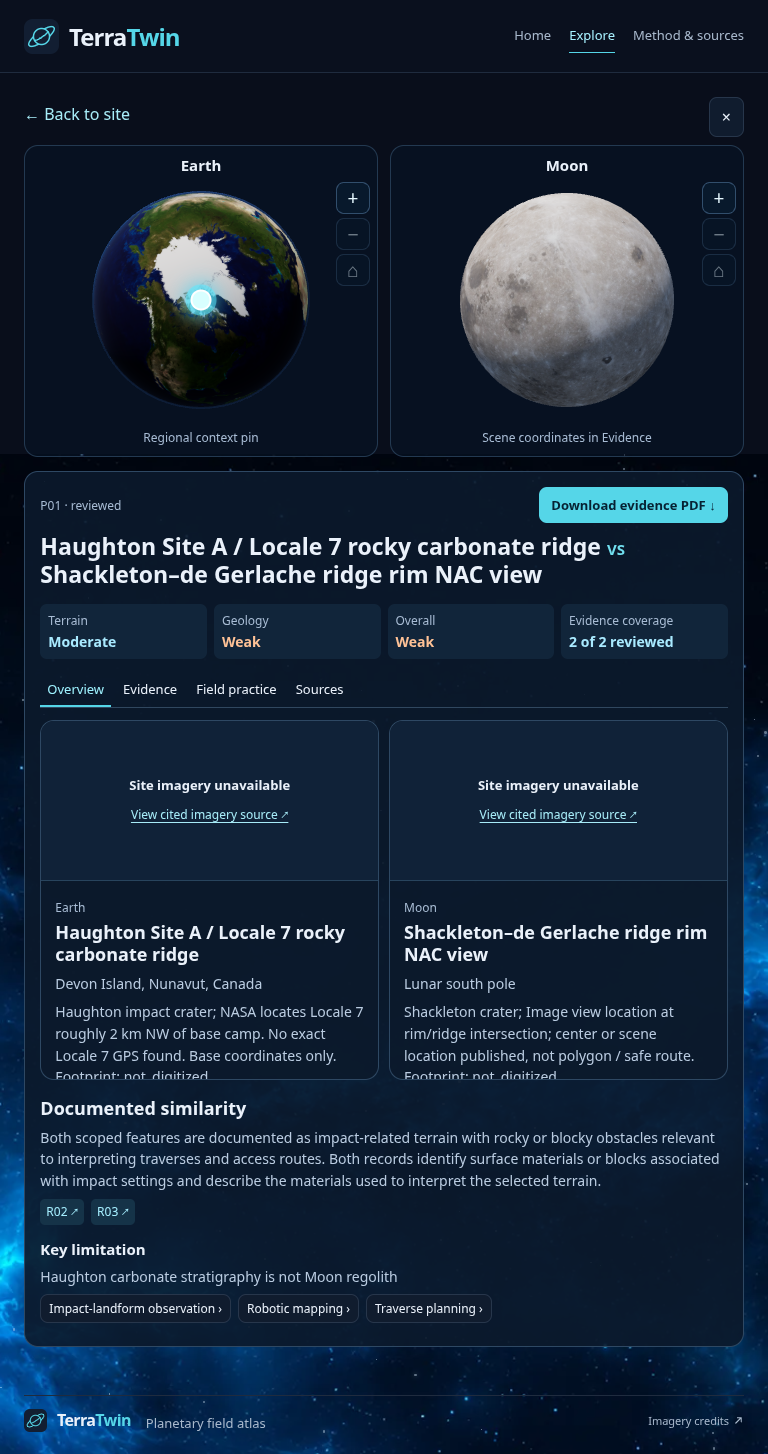 TerraTwin
Home Explore Method & sources
← Back to site
×
Earth
+
−
⌂
Regional context pin
Moon
+
−
⌂
Scene coordinates in Evidence
P01 · reviewed
Download evidence PDF ↓
Haughton Site A / Locale 7 rocky carbonate ridge vs
Shackleton–de Gerlache ridge rim NAC view
Terrain
Moderate
Geology
Weak
Overall
Weak
Evidence coverage
2 of 2 reviewed
Overview Evidence Field practice Sources
Site imagery unavailable
View cited imagery source ↗
Earth
Haughton Site A / Locale 7 rocky
carbonate ridge
Devon Island, Nunavut, Canada
Haughton impact crater; NASA locates Locale 7
roughly 2 km NW of base camp. No exact
Locale 7 GPS found. Base coordinates only.
Footprint: not_digitized
Site imagery unavailable
View cited imagery source ↗
Moon
Shackleton–de Gerlache ridge rim
NAC view
Lunar south pole
Shackleton crater; Image view location at
rim/ridge intersection; center or scene
location published, not polygon / safe route.
Footprint: not_digitized
Documented similarity
Both scoped features are documented as impact-related terrain with rocky or blocky obstacles relevant
to interpreting traverses and access routes. Both records identify surface materials or blocks associated
with impact settings and describe the materials used to interpret the selected terrain.
R02 ↗ R03 ↗
Key limitation
Haughton carbonate stratigraphy is not Moon regolith
Impact-landform observation › Robotic mapping › Traverse planning ›
TerraTwin Planetary field atlas
Imagery credits ↗